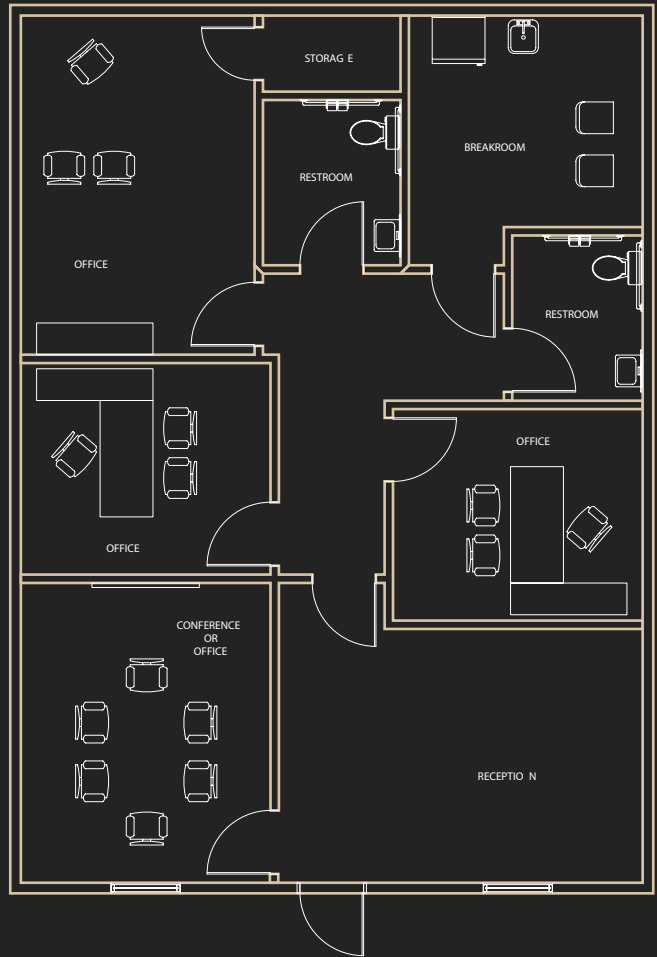 STORAG E
BREAKROOM
RESTROOM
OFFICE
RESTROOM
OFFICE
OFFICE
CONFERENCE
OR
OFFICE
RECEPTIO N